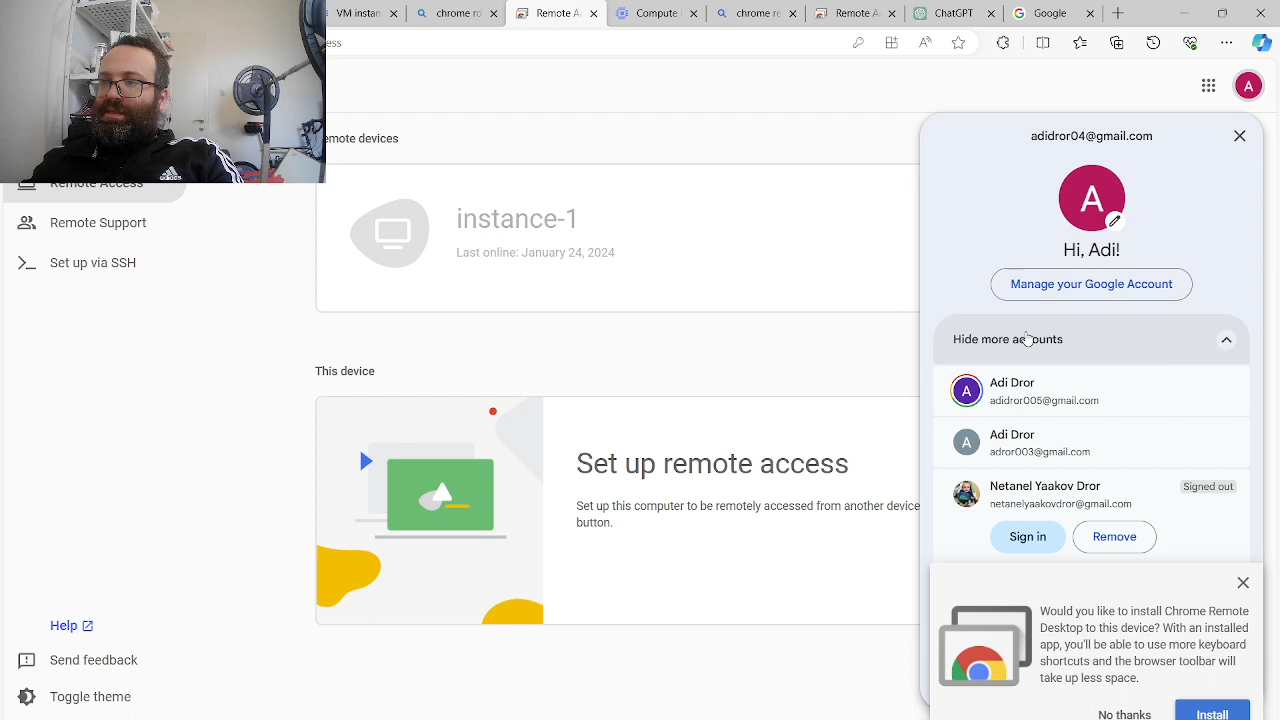 VM instan
chrome rd
Remote Ac
Compute
chrome re
Remote A
ChatGPT
Google
ess
A
A
emote devices
adidror04@gmail.com
Remote Access
A
instance-1
Remote Support
Last online: January 24, 2024
Hi, Adi!
Set up via SSH
Manage your Google Account
Hide more accounts
This device
A
Adi Dror
adidror005@gmail.com
A
Adi Dror
adror003@gmail.com
Set up remote access
Netanel Yaakov Dror
Signed out
netanelyaakovdror@gmail.com
Set up this computer to be remotely accessed from another device
button.
Sign in
Remove
Would you like to install Chrome Remote
Desktop to this device? With an installed
app, you'll be able to use more keyboard
shortcuts and the browser toolbar will
take up less space.
Help
Send feedback
Toggle theme
No thanks
Install
adidas